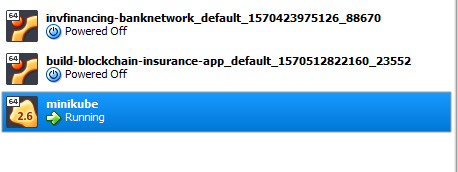 64
invfinancing-banknetwork_default_1570423975126_88670
Powered Off
64
build-blockchain-insurance-app_default_1570512822160_23552
Powered Off
64
2.6
minikube
Running